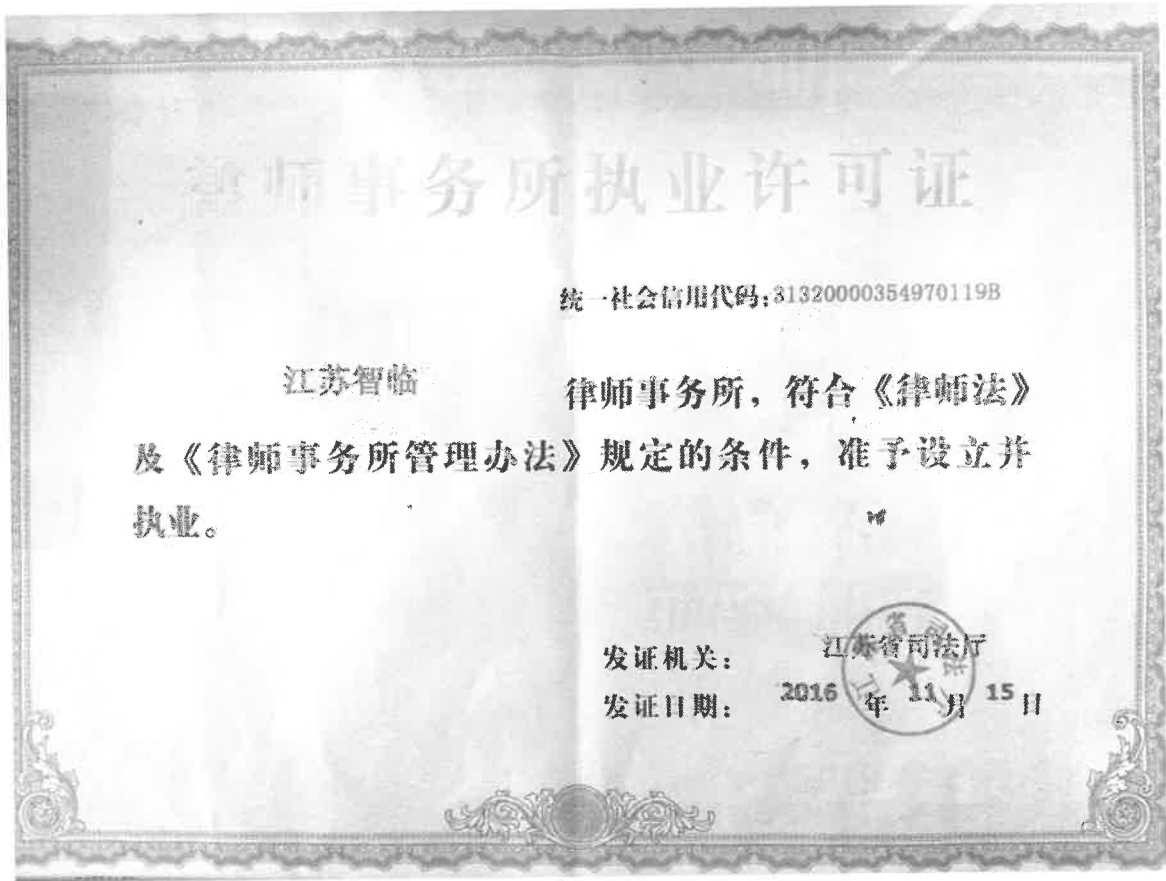 律师事务所执业许可证
统一社会信用代码:31320000354970119B
江苏智临 律师事务所，符合《律师法》
及《律师事务所管理办法》规定的条件，准予设立并
执业。
发证机关： 江苏省司法厅
发证日期： 2016 年 11 月 15 日